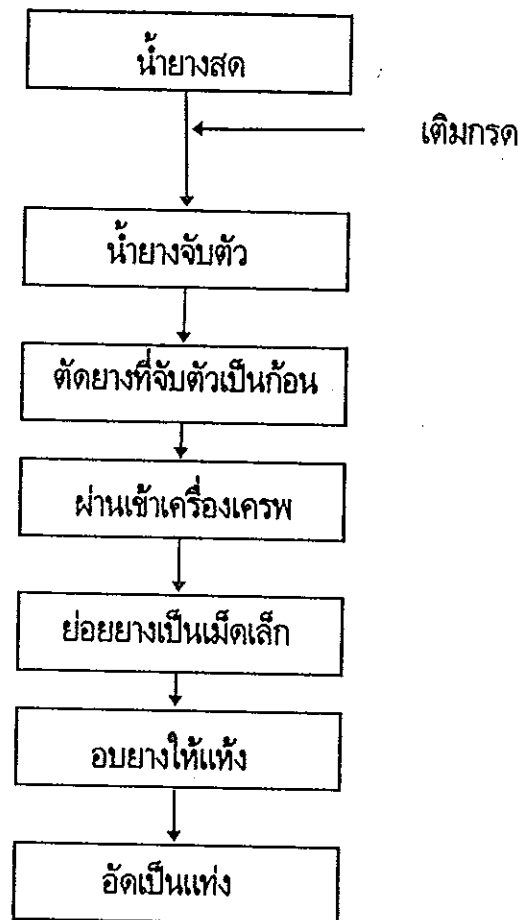 น้ำยางสด
เติมกรด
น้ำยางจับตัว
ตัดยางที่จับตัวเป็นก้อน
ผ่านเข้าเครื่องเครพ
ย่อยยางเป็นเม็ดเล็ก
อบยางให้แห้ง
อัดเป็นแท่ง